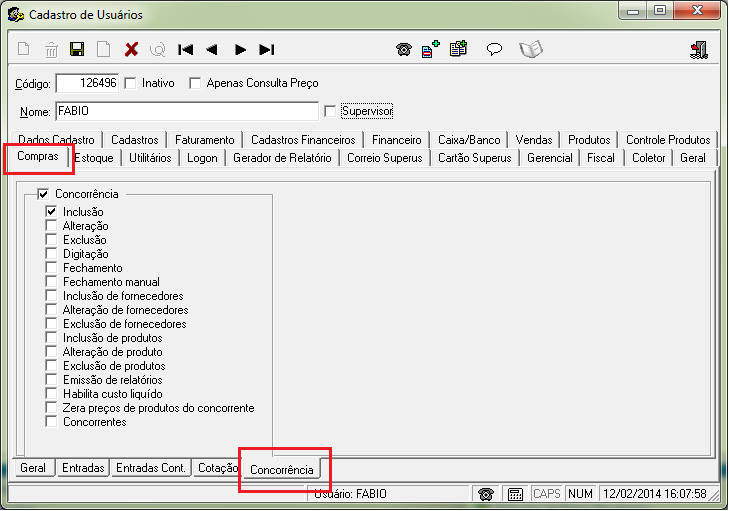 Cadastro de Usuários
Código: 126496 Inativo Apenas Consulta Preço
Nome: FABIO Supervisor
Dados Cadastro Cadastros Faturamento Cadastros Financeiros Financeiro Caixa/Banco Vendas Produtos Controle Produtos
Compras Estoque Utilitários Logon Gerador de Relatório Correio Superus Cartão Superus Gerencial Fiscal Coletor Geral
Concorrência
Inclusão
Alteração
Exclusão
Digitação
Fechamento
Fechamento manual
Inclusão de fornecedores
Alteração de fornecedores
Exclusão de fornecedores
Inclusão de produtos
Alteração de produto
Exclusão de produtos
Emissão de relatórios
Habilita custo liquído
Zera preços de produtos do concorrente
Concorrentes
Geral Entradas Entradas Cont. Cotação Concorrência
Usuário: FABIO CAPS NUM 12/02/2014 16:07:58